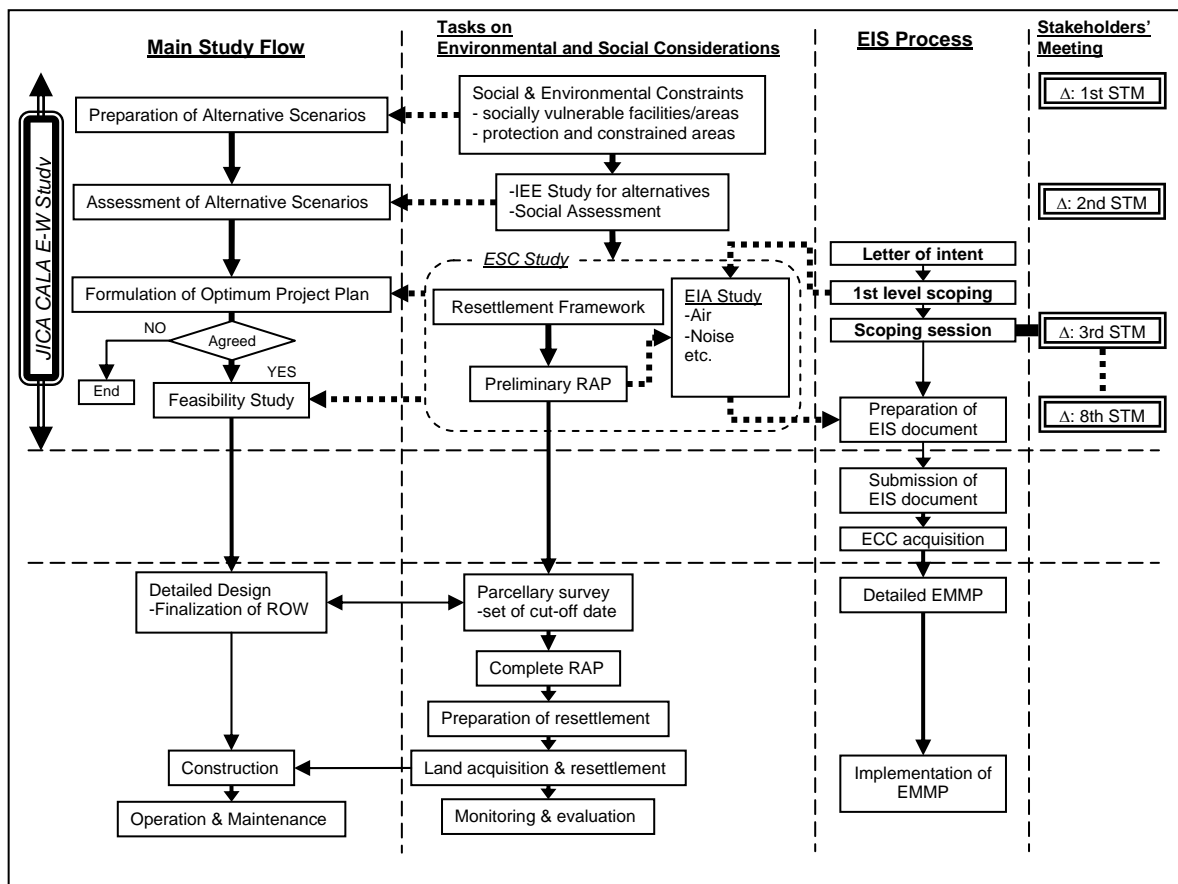 Main Study Flow
Tasks on
Environmental and Social Considerations
EIS Process
Stakeholders'
Meeting
JICA CALA E-W Study
Preparation of Alternative Scenarios
Assessment of Alternative Scenarios
Formulation of Optimum Project Plan
NO
Agreed
YES
End
Feasibility Study
Detailed Design
-Finalization of ROW
Construction
Operation & Maintenance
Social & Environmental Constraints
- socially vulnerable facilities/areas
- protection and constrained areas
-IEE Study for alternatives
-Social Assessment
ESC Study
Resettlement Framework
Preliminary RAP
EIA Study
-Air
-Noise
etc.
Parcellary survey
-set of cut-off date
Complete RAP
Preparation of resettlement
Land acquisition & resettlement
Monitoring & evaluation
Letter of intent
1st level scoping
Scoping session
Preparation of
EIS document
Submission of
EIS document
ECC acquisition
Detailed EMMP
Implementation of
EMMP
Δ: 1st STM
Δ: 2nd STM
Δ: 3rd STM
Δ: 8th STM